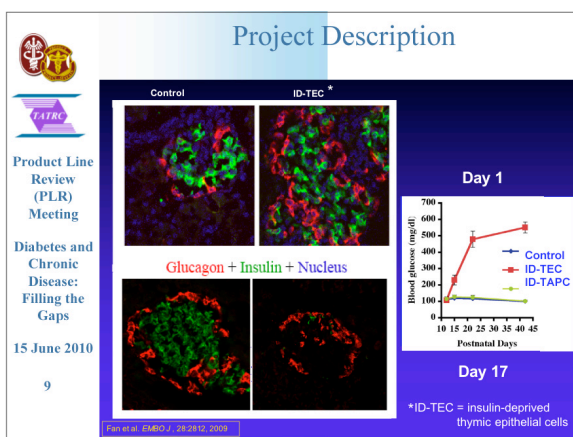 Project Description
TATRC
Product Line
Review
(PLR)
Meeting
Diabetes and
Chronic
Disease:
Filling the
Gaps
15 June 2010
9
Control
ID-TEC *
Glucagon + Insulin + Nucleus
Fan et al. EMBO J , 28:2812, 2009
Day 1
Blood glucose (mg/dl)
700
600
500
400
300
200
100
0
10 15 20 25 30 35 40 45
Postnatal Days
Control
ID-TEC
ID-TAPC
Day 17
*ID-TEC = insulin-deprived
thymic epithelial cells